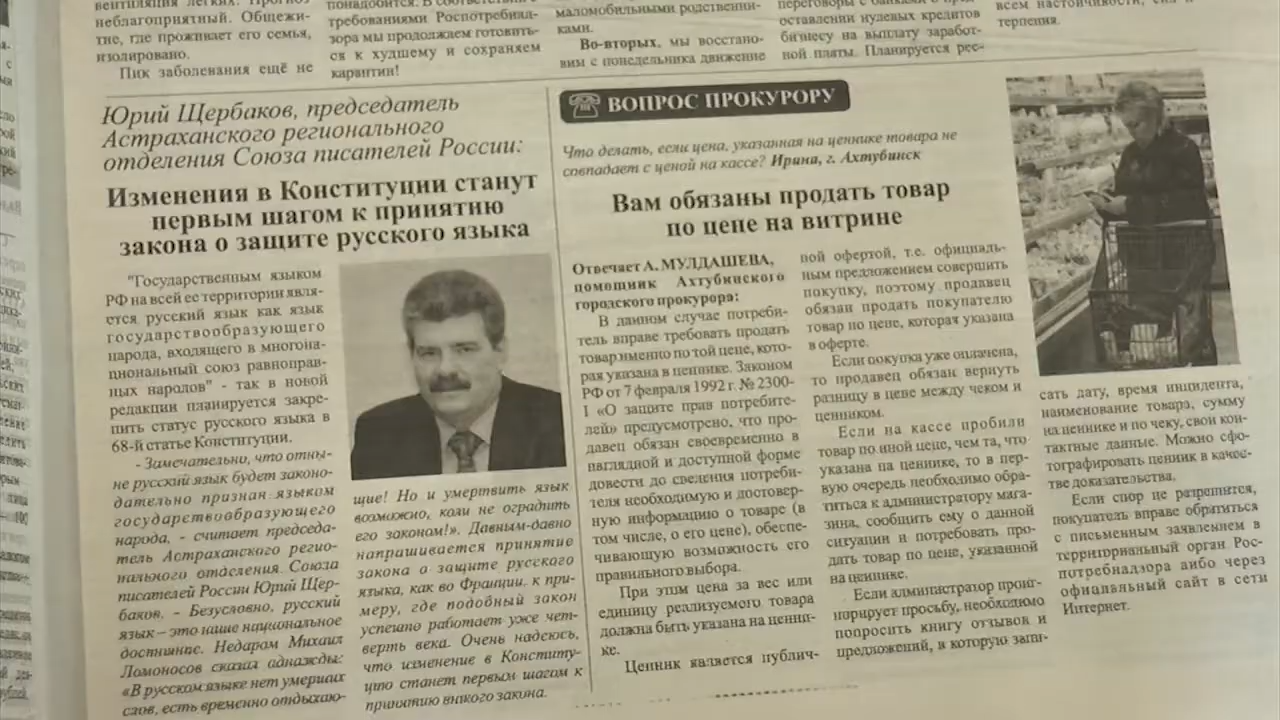 вентиляция легких. Прогноз
неблагоприятный. Общежи-
тие, где проживает его семья,
изолировано.
Пик заболевания ещё не
понадобится. В соответствии с
требованиями Роспотребнад-
зора мы продолжаем готовить-
ся к худшему и сохраняем
карантин!
маломобильными родственни-
ками.
Во-вторых, мы восстано-
вим с понедельника движение
переговоры с банками о пред-
оставлении нулевых кредитов
бизнесу на выплату заработ-
ной платы. Планируется рес-
всем настойчивости, сил и
терпения.
Юрий Щербаков, председатель
Астраханского регионального
отделения Союза писателей России:
Изменения в Конституции станут
первым шагом к принятию
закона о защите русского языка
"Государственным языком
РФ на всей ее территории явля-
ется русский язык как язык
государствообразующего
народа, входящего в многона-
циональный союз равноправ-
ных народов" - так в новой
редакции планируется закре-
пить статус русского языка в
68-й статье Конституции.
- Замечательно, что отны-
не русский язык будет законо-
дательно признан языком
государствообразующего
народа, - считает председа-
тель Астраханского регио-
нального отделения Союза
писателей России Юрий Щер-
баков. - Безусловно, русский
язык – это наше национальное
достояние. Недаром Михаил
Ломоносов сказал однажды:
«В русском языке нет умерших
слов, есть временно отдыхаю-
щие! Но и умертвить язык
возможно, коли не оградить
его законом!». Давным-давно
напрашивается принятие
закона о защите русского
языка, как во Франции, к при-
меру, где подобный закон
успешно работает уже чет-
верть века. Очень надеюсь,
что изменение в Конститу-
цию станет первым шагом к
принятию такого закона.
ВОПРОС ПРОКУРОРУ
Что делать, если цена, указанная на ценнике товара не
совпадает с ценой на кассе? Ирина, г. Ахтубинск
Вам обязаны продать товар
по цене на витрине
Отвечает А. МУЛДАШЕВА,
помощник Ахтубинского
городского прокурора:
В данном случае потреби-
тель вправе требовать продать
товар именно по той цене, кото-
рая указана в ценнике. Законом
РФ от 7 февраля 1992 г. № 2300-
I «О защите прав потребите-
лей» предусмотрено, что про-
давец обязан своевременно в
наглядной и доступной форме
довести до сведения потреби-
теля необходимую и достовер-
ную информацию о товаре (в
том числе, о его цене), обеспе-
чивающую возможность его
правильного выбора.
При этом цена за вес или
единицу реализуемого товара
должна быть указана на ценни-
ке.
Ценник является публич-
ной офертой, т.е. официаль-
ным предложением совершить
покупку, поэтому продавец
обязан продать покупателю
товар по цене, которая указана
в оферте.
Если покупка уже оплачена,
то продавец обязан вернуть
разницу в цене между чеком и
ценником.
Если на кассе пробили
товар по иной цене, чем та, что
указана на ценнике, то в пер-
вую очередь необходимо обра-
титься к администратору мага-
зина, сообщить ему о данной
ситуации и потребовать про-
дать товар по цене, указанной
на ценнике.
Если администратор проиг-
норирует просьбу, необходимо
попросить книгу отзывов и
предложений, в которую запи-
сать дату, время инцидента,
наименование товара, сумму
на ценнике и по чеку, свои кон-
тактные данные. Можно сфо-
тографировать ценник в качес-
тве доказательства.
Если спор не разрешится,
покупатель вправе обратиться
с письменным заявлением в
территориальный орган Рос-
потребнадзора либо через
официальный сайт в сети
Интернет.